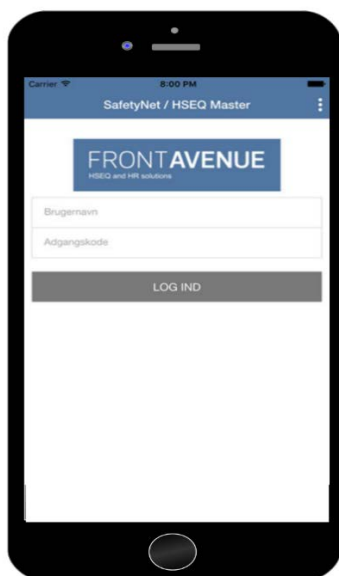 Carrier 8:00 PM
SafetyNet / HSEQ Master
FRONTAVENUE
HSEQ and HR solutions
Brugernavn
Adgangskode
LOG IND